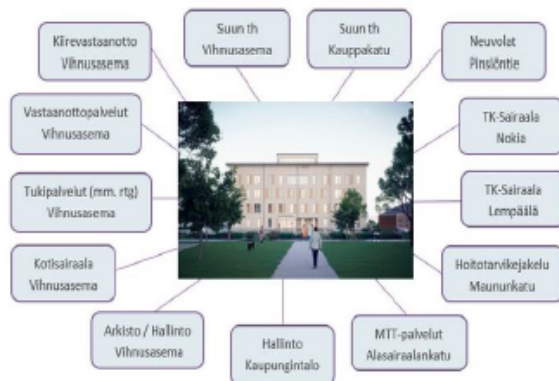 Suun th
Vihnusasema
Suun th
Kauppakatu
Kiirevastaanotto
Vihnusasema
Neuvolat
Pinsiöntie
Vastaanottopalvelut
Vihnusasema
TK-Sairaala
Nokia
Tukipalvelut (mm. rtg)
Vihnusasema
TK-Sairaala
Lempäälä
Kotisairaala
Vihnusasema
Hoitotarvikejakelu
Maununkatu
Arkisto / Hallinto
Vihnusasema
Hallinto
Kaupungintalo
MTT-palvelut
Alasairaalankatu